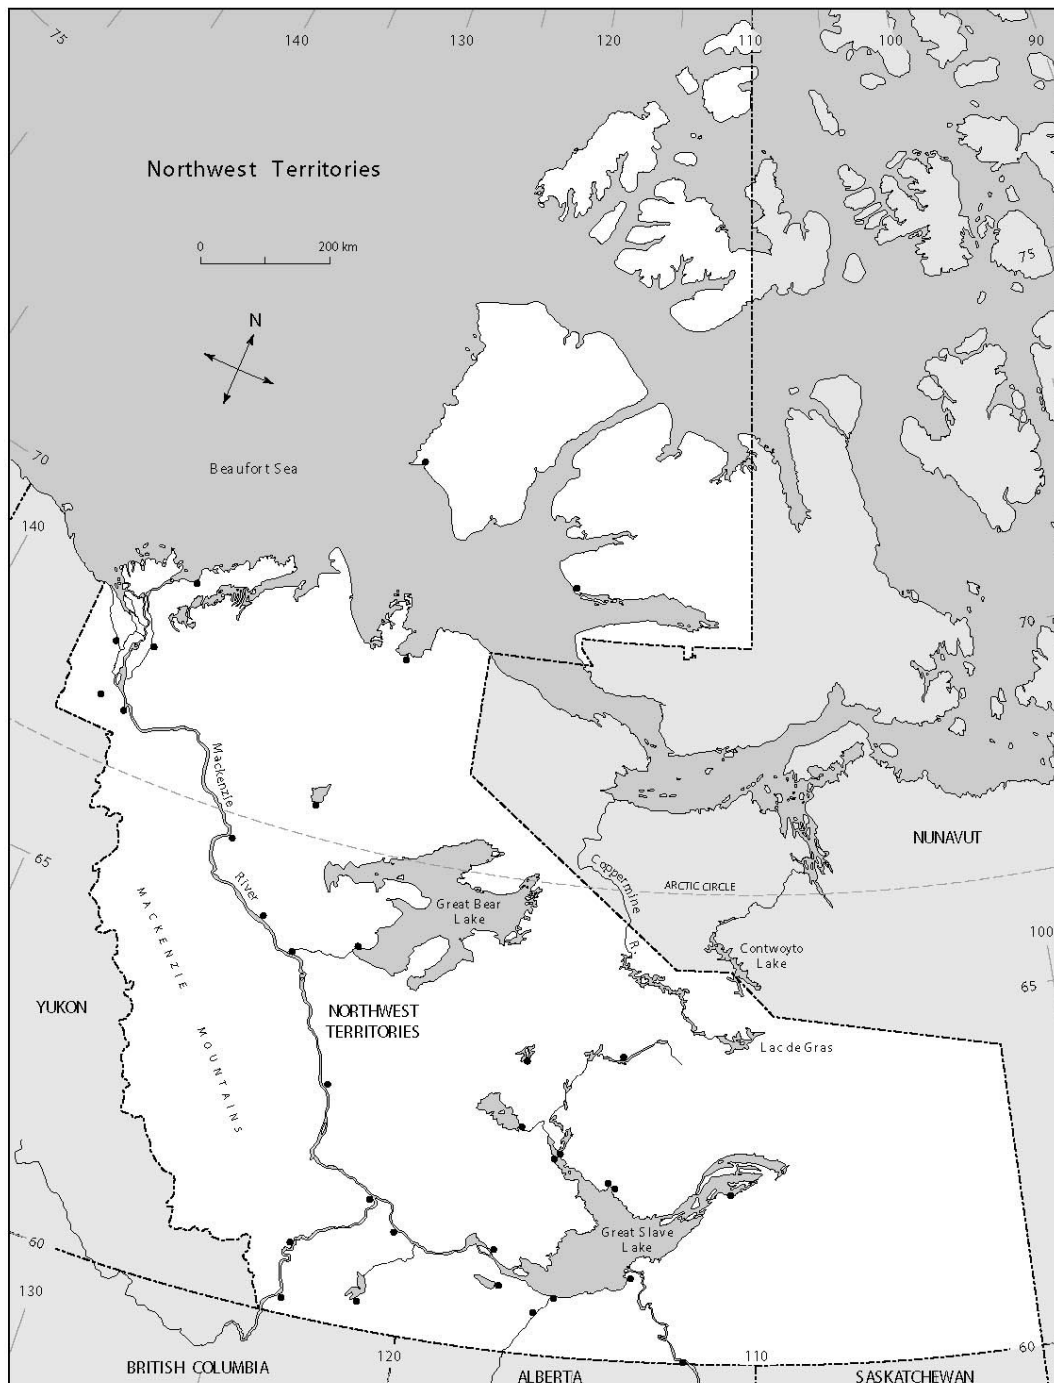 75
140
130
120
110
100
90
Northwest Territories
75
0
200 km
N
Beaufort Sea
70
140
70
Mackenzie
River
65
NUNAVUT
Coppermine R.
ARCTIC CIRCLE
Great Bear
Lake
100
Contwoyto
Lake
65
MACKENZIE MOUNTAINS
YUKON
NORTHWEST
TERRITORIES
Lac de Gras
Great Slave
Lake
60
130
120
110
60
BRITISH COLUMBIA
ALBERTA
SASKATCHEWAN